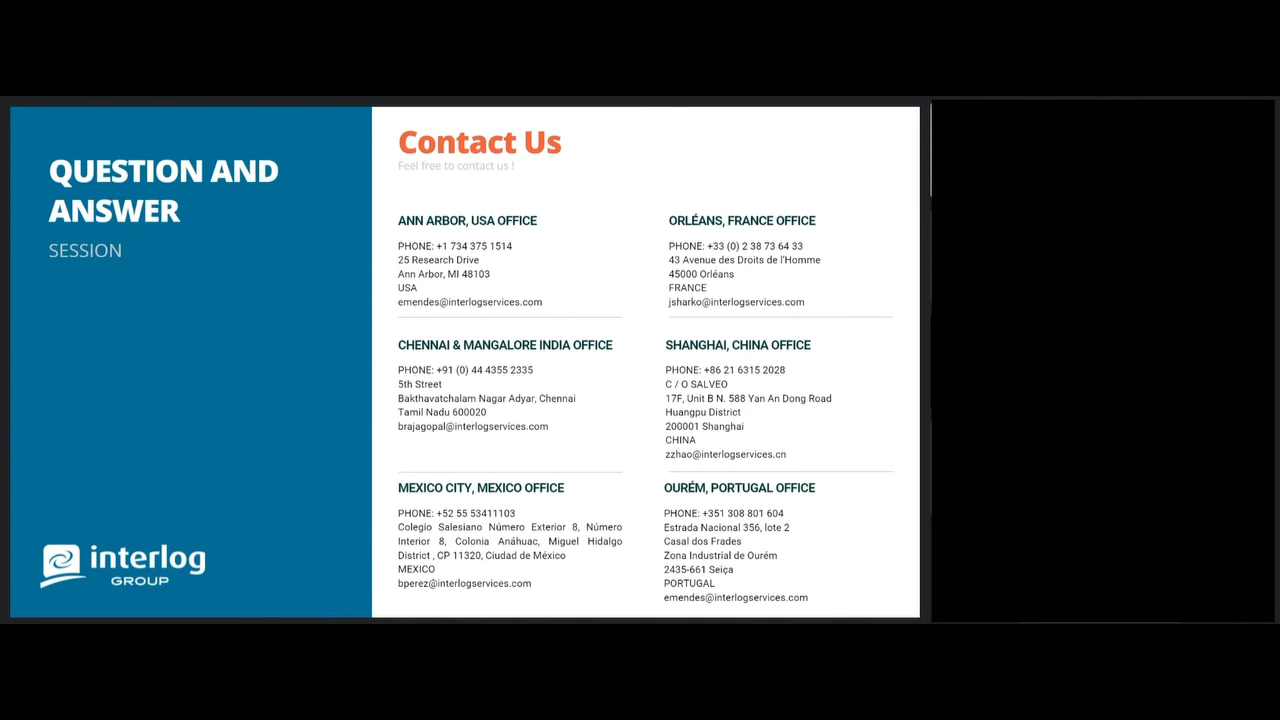 QUESTION AND
ANSWER
SESSION
interlog
GROUP
Contact Us
Feel free to contact us !
ANN ARBOR, USA OFFICE
PHONE: +1 734 375 1514
25 Research Drive
Ann Arbor, MI 48103
USA
emendes@interlogservices.com
ORLÉANS, FRANCE OFFICE
PHONE: +33 (0) 2 38 73 64 33
43 Avenue des Droits de l'Homme
45000 Orléans
FRANCE
jsharko@interlogservices.com
CHENNAI & MANGALORE INDIA OFFICE
PHONE: +91 (0) 44 4355 2335
5th Street
Bakthavatchalam Nagar Adyar, Chennai
Tamil Nadu 600020
brajagopal@interlogservices.com
SHANGHAI, CHINA OFFICE
PHONE: +86 21 6315 2028
C / O SALVEO
17F, Unit B N. 588 Yan An Dong Road
Huangpu District
200001 Shanghai
CHINA
zzhao@interlogservices.cn
MEXICO CITY, MEXICO OFFICE
PHONE: +52 55 53411103
Colegio Salesiano Número Exterior 8, Número
Interior 8, Colonia Anáhuac, Miguel Hidalgo
District , CP 11320, Ciudad de México
MEXICO
bperez@interlogservices.com
OURÉM, PORTUGAL OFFICE
PHONE: +351 308 801 604
Estrada Nacional 356, lote 2
Casal dos Frades
Zona Industrial de Ourém
2435-661 Seiça
PORTUGAL
emendes@interlogservices.com